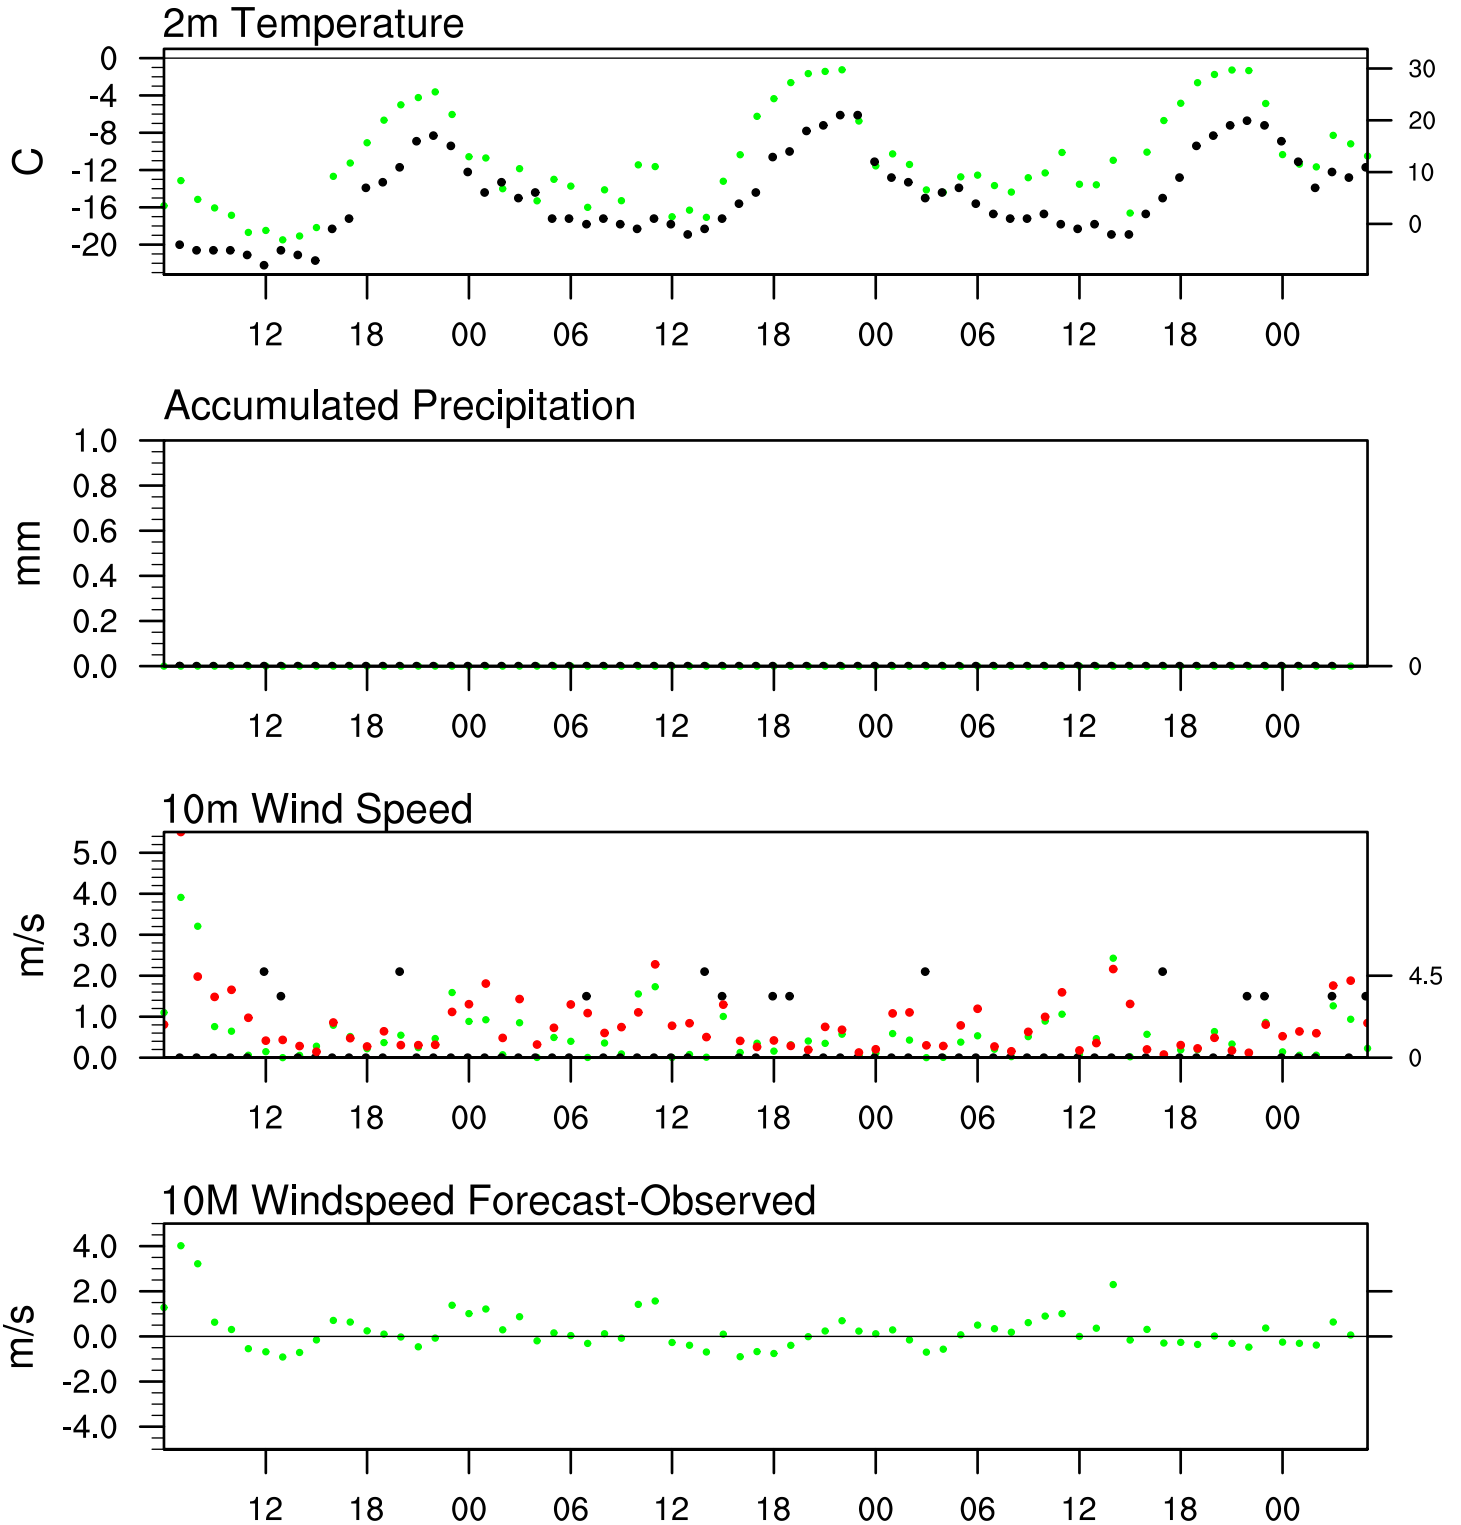 2m Temperature
0
-4
-8
-12
-16
-20
C
30
20
10
0
12 18 00 06 12 18 00 06 12 18 00
Accumulated Precipitation
1.0
0.8
0.6
0.4
0.2
0.0
mm
0
12 18 00 06 12 18 00 06 12 18 00
10m Wind Speed
5.0
4.0
3.0
2.0
1.0
0.0
m/s
4.5
0
12 18 00 06 12 18 00 06 12 18 00
10M Windspeed Forecast-Observed
4.0
2.0
0.0
-2.0
-4.0
m/s
12 18 00 06 12 18 00 06 12 18 00